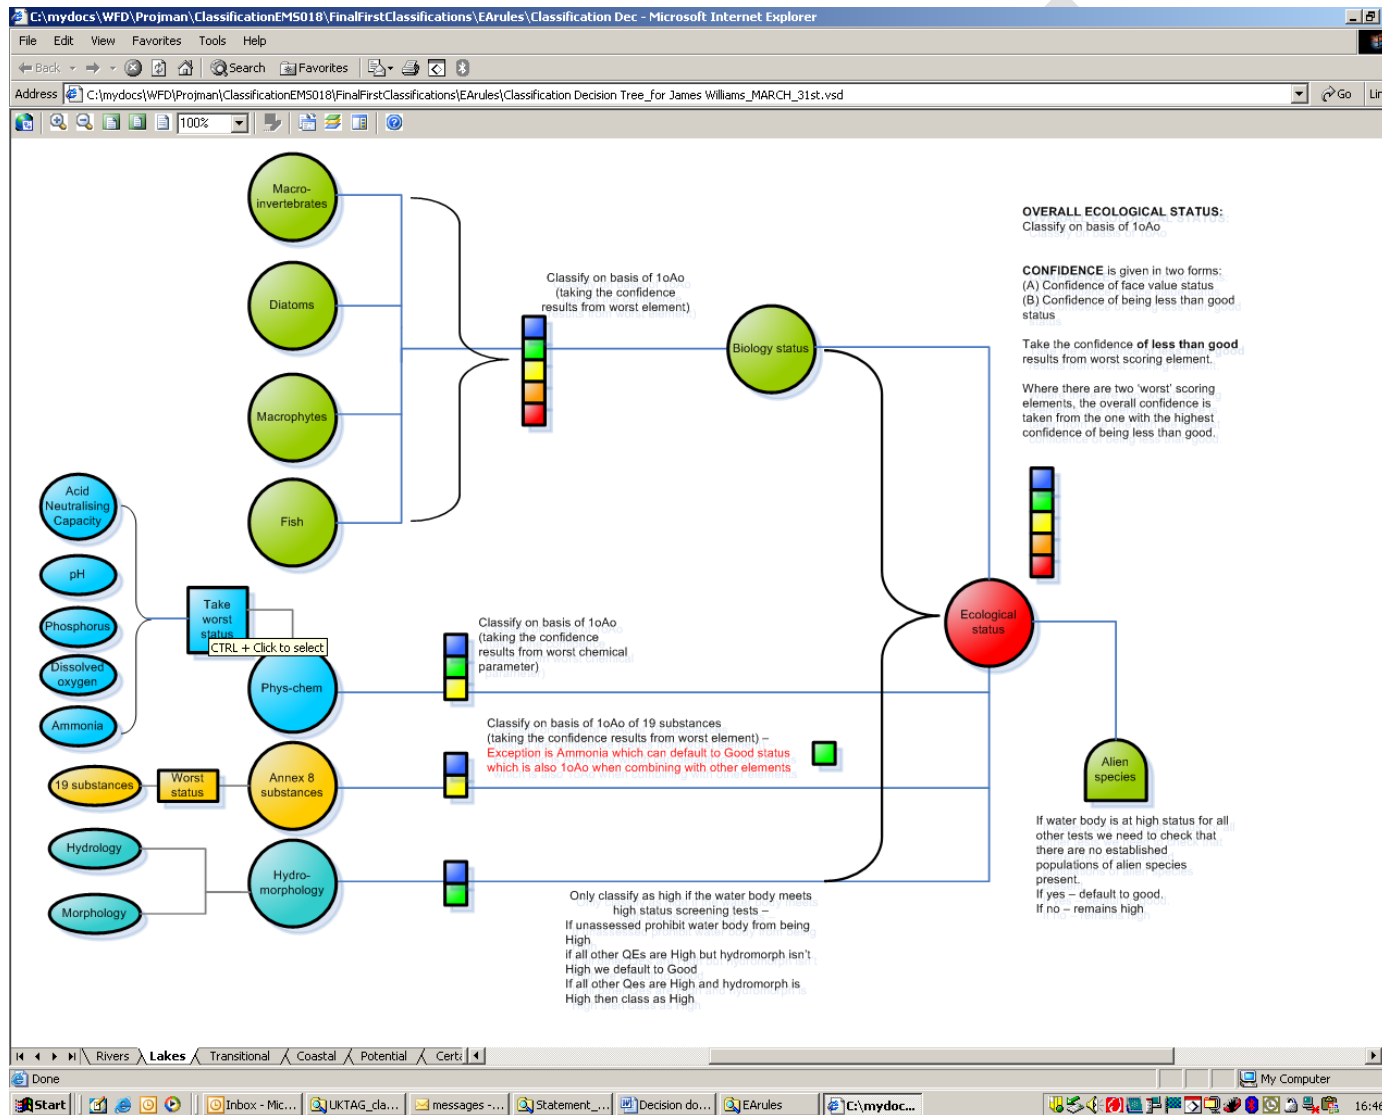 C:\mydocs\WFD\Projman\ClassificationEMS018\FinalFirstClassifications\EArules\Classification Dec - Microsoft Internet Explorer
File Edit View Favorites Tools Help
Back Search Favorites
Address C:\mydocs\WFD\Projman\ClassificationEMS018\FinalFirstClassifications\EArules\Classification Decision Tree_for James Williams_MARCH_31st.vsd Go Lin
100%
Macro-
invertebrates
Diatoms
Macrophytes
Fish
Classify on basis of 1oAo
(taking the confidence
results from worst element)
Biology status
OVERALL ECOLOGICAL STATUS:
Classify on basis of 1oAo
CONFIDENCE is given in two forms:
(A) Confidence of face value status
(B) Confidence of being less than good
status
Take the confidence of less than good
results from worst scoring element.
Where there are two 'worst' scoring
elements, the overall confidence is
taken from the one with the highest
confidence of being less than good.
Acid
Neutralising
Capacity
pH
Phosphorus
Dissolved
oxygen
Ammonia
Take
worst
status
CTRL + Click to select
Phys-chem
Classify on basis of 1oAo
(taking the confidence
results from worst chemical
parameter)
Ecological
status
19 substances
Worst
status
Annex 8
substances
Classify on basis of 1oAo of 19 substances
(taking the confidence results from worst element) –
Exception is Ammonia which can default to Good status
which is also 1oAo when combining with other elements
Alien
species
If water body is at high status for all
other tests we need to check that
there are no established
populations of alien species
present.
If yes – default to good.
If no – remains high
Hydrology
Morphology
Hydro-
morphology
Only classify as high if the water body meets
high status screening tests –
If unassessed prohibit water body from being
High
if all other QEs are High but hydromorph isn't
High we default to Good
If all other Qes are High and hydromorph is
High then class as High
Rivers Lakes Transitional Coastal Potential Certa
Done My Computer
Start Inbox - Mic... UKTAG_cla... messages -... Statement_... Decision do... EArules C:\mydoc... 16:46